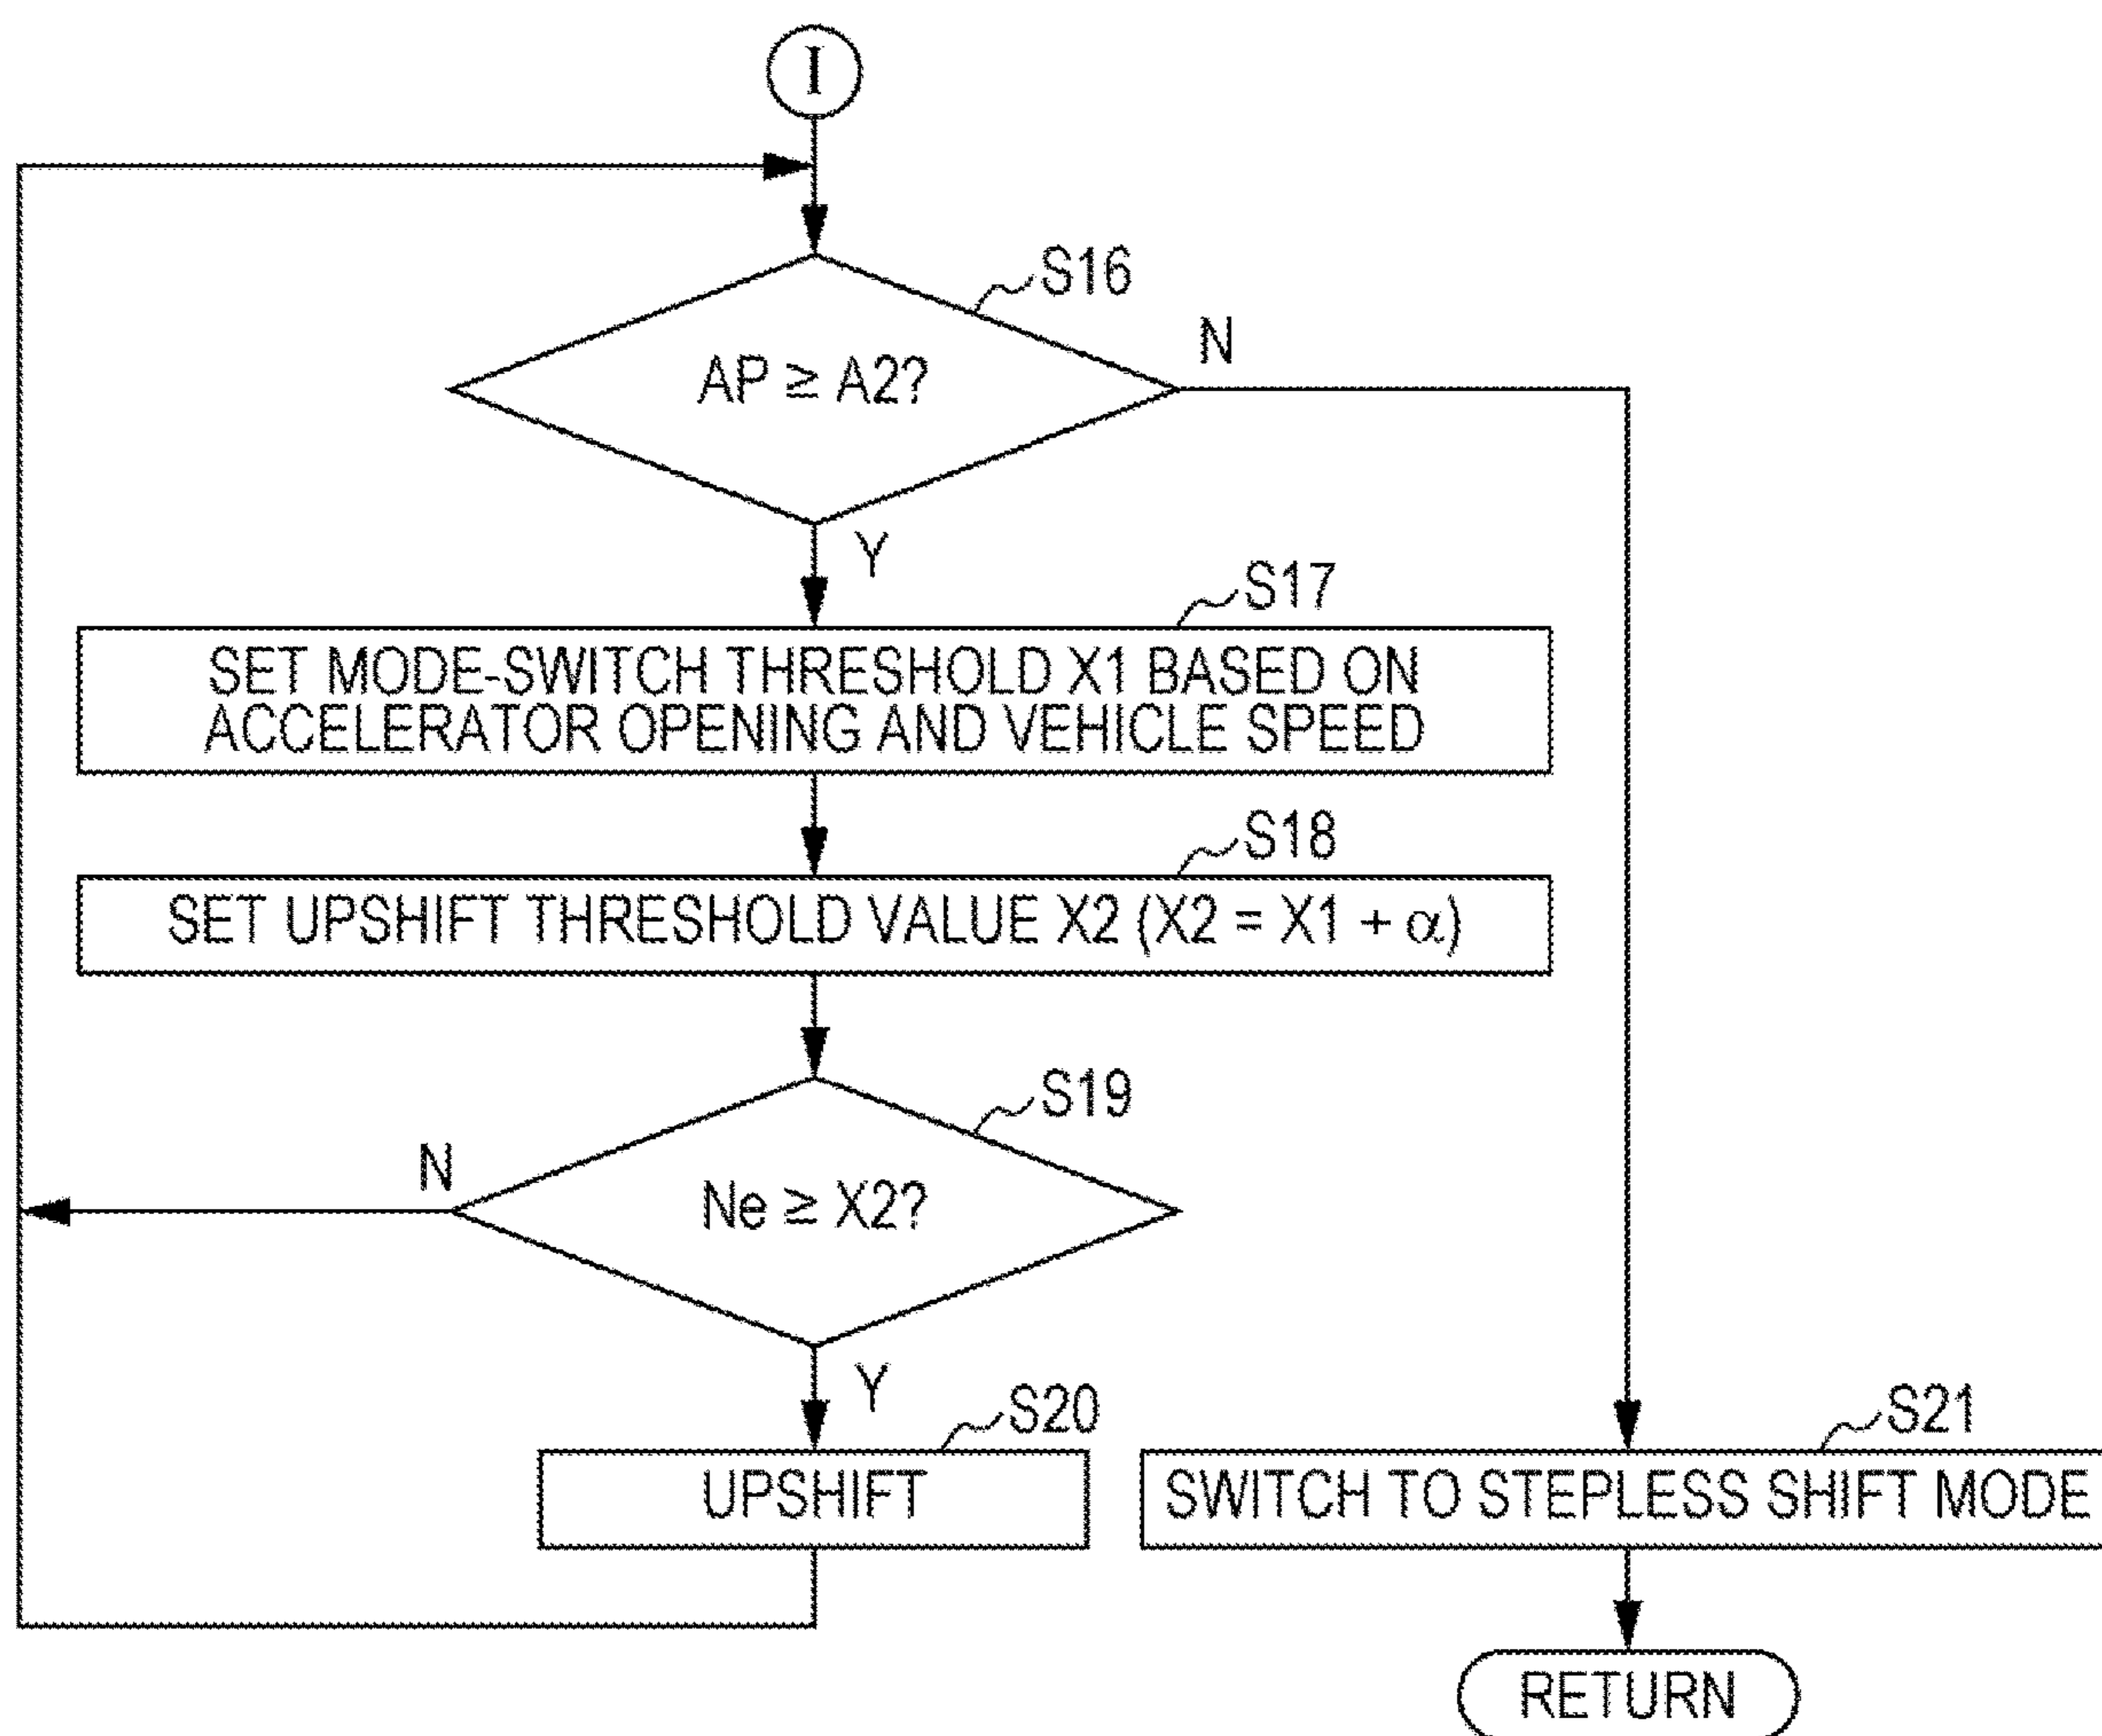 I
S16
AP ≥ A2?
N
Y
S17
SET MODE-SWITCH THRESHOLD X1 BASED ON
ACCELERATOR OPENING AND VEHICLE SPEED
S18
SET UPSHIFT THRESHOLD VALUE X2 (X2 = X1 + α)
S19
N
Ne ≥ X2?
Y
S20
UPSHIFT
S21
SWITCH TO STEPLESS SHIFT MODE
RETURN